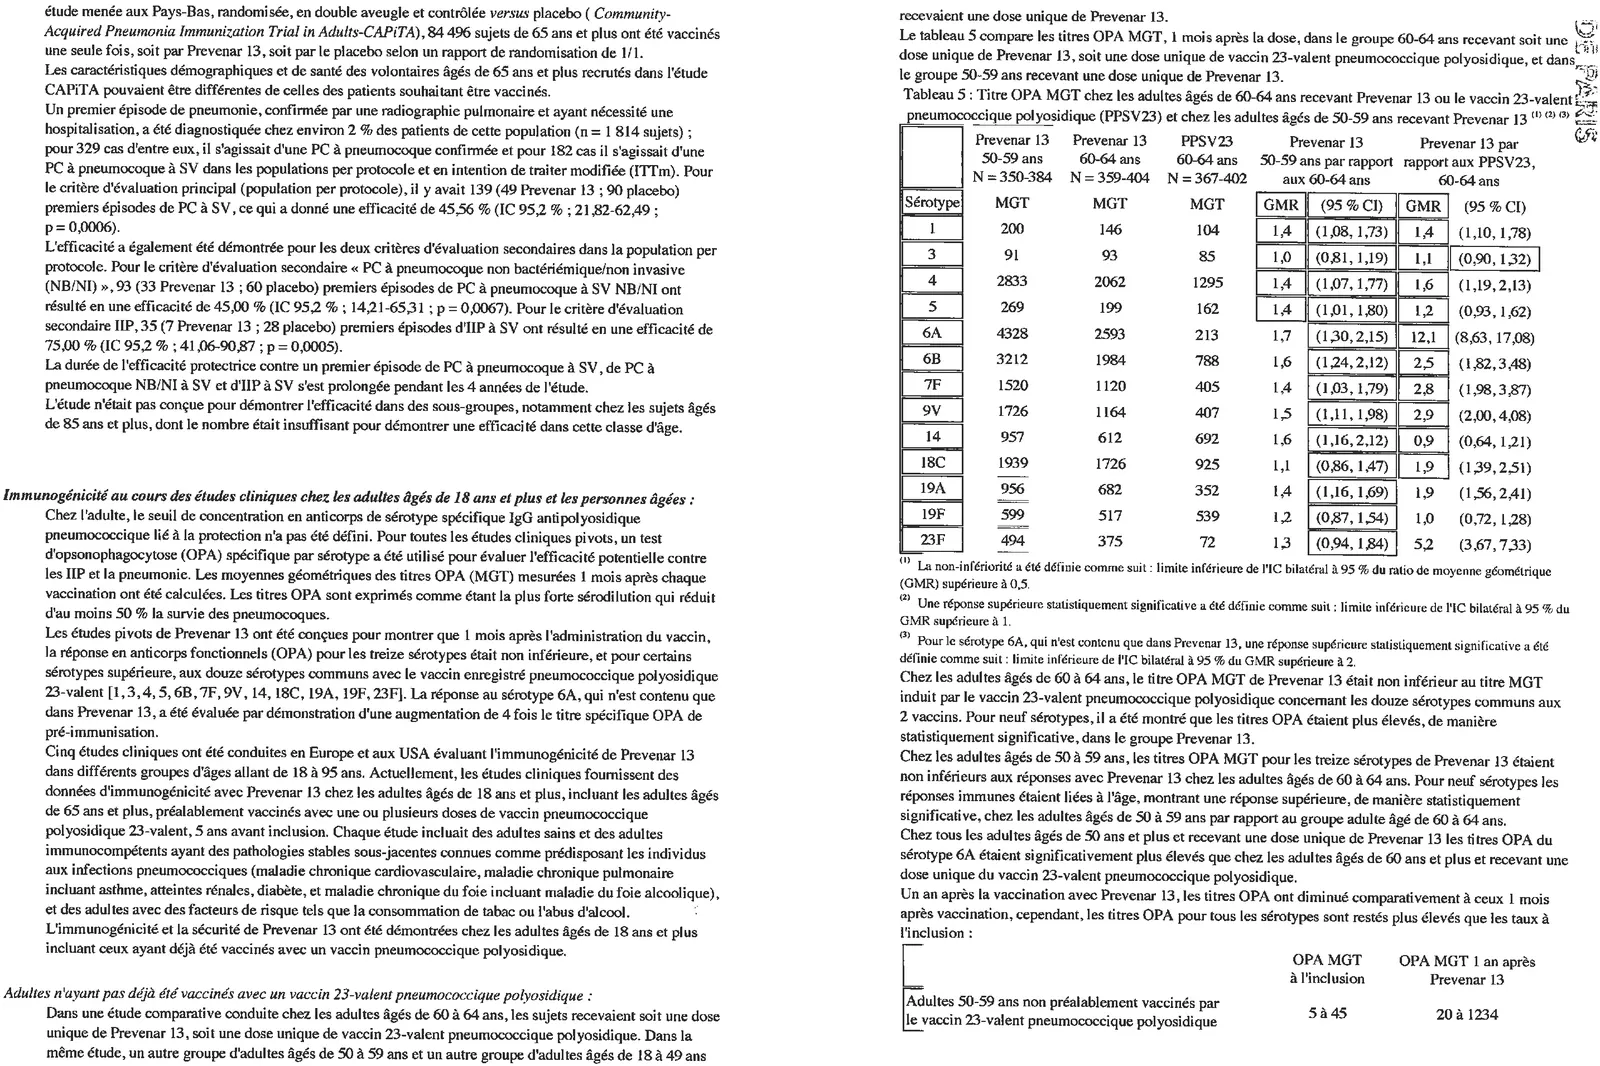 étude menée aux Pays-Bas, randomisée, en double aveugle et contrôlée versus placebo ( Community-
Acquired Pneumonia Immunization Trial in Adults-CAPiTA), 84 496 sujets de 65 ans et plus ont été vaccinés
une seule fois, soit par Prevenar 13, soit par le placebo selon un rapport de randomisation de 1/1.
Les caractéristiques démographiques et de santé des volontaires âgés de 65 ans et plus recrutés dans l'étude
CAPiTA pouvaient être différentes de celles des patients souhaitant être vaccinés.
Un premier épisode de pneumonie, confirmée par une radiographie pulmonaire et ayant nécessité une
hospitalisation, a été diagnostiquée chez environ 2 % des patients de cette population (n = 1 814 sujets) ;
pour 329 cas d'entre eux, il s'agissait d'une PC à pneumocoque confirmée et pour 182 cas il s'agissait d'une
PC à pneumocoque à SV dans les populations per protocole et en intention de traiter modifiée (ITTm). Pour
le critère d'évaluation principal (population per protocole), il y avait 139 (49 Prevenar 13 ; 90 placebo)
premiers épisodes de PC à SV, ce qui a donné une efficacité de 45,56 % (IC 95,2 % ; 21,82-62,49 ;
p = 0,0006).
L'efficacité a également été démontrée pour les deux critères d'évaluation secondaires dans la population per
protocole. Pour le critère d'évaluation secondaire « PC à pneumocoque non bactériémique/non invasive
(NB/NI) », 93 (33 Prevenar 13 ; 60 placebo) premiers épisodes de PC à pneumocoque à SV NB/NI ont
résulté en une efficacité de 45,00 % (IC 95,2 % ; 14,21-65,31 ; p = 0,0067). Pour le critère d'évaluation
secondaire IIP, 35 (7 Prevenar 13 ; 28 placebo) premiers épisodes d'IIP à SV ont résulté en une efficacité de
75,00 % (IC 95,2 % ; 41,06-90,87 ; p = 0,0005).
La durée de l'efficacité protectrice contre un premier épisode de PC à pneumocoque à SV, de PC à
pneumocoque NB/NI à SV et d'IIP à SV s'est prolongée pendant les 4 années de l'étude.
L'étude n'était pas conçue pour démontrer l'efficacité dans des sous-groupes, notamment chez les sujets âgés
de 85 ans et plus, dont le nombre était insuffisant pour démontrer une efficacité dans cette classe d'âge.
Immunogénicité au cours des études cliniques chez les adultes âgés de 18 ans et plus et les personnes âgées :
Chez l'adulte, le seuil de concentration en anticorps de sérotype spécifique IgG antipolyosidique
pneumococcique lié à la protection n'a pas été défini. Pour toutes les études cliniques pivots, un test
d'opsonophagocytose (OPA) spécifique par sérotype a été utilisé pour évaluer l'efficacité potentielle contre
les IIP et la pneumonie. Les moyennes géométriques des titres OPA (MGT) mesurées 1 mois après chaque
vaccination ont été calculées. Les titres OPA sont exprimés comme étant la plus forte sérodilution qui réduit
d'au moins 50 % la survie des pneumocoques.
Les études pivots de Prevenar 13 ont été conçues pour montrer que 1 mois après l'administration du vaccin,
la réponse en anticorps fonctionnels (OPA) pour les treize sérotypes était non inférieure, et pour certains
sérotypes supérieure, aux douze sérotypes communs avec le vaccin enregistré pneumococcique polyosidique
23-valent [1, 3, 4, 5, 6B, 7F, 9V, 14, 18C, 19A, 19F, 23F]. La réponse au sérotype 6A, qui n'est contenu que
dans Prevenar 13, a été évaluée par démonstration d'une augmentation de 4 fois le titre spécifique OPA de
pré-immunisation.
Cinq études cliniques ont été conduites en Europe et aux USA évaluant l'immunogénicité de Prevenar 13
dans différents groupes d'âges allant de 18 à 95 ans. Actuellement, les études cliniques fournissent des
données d'immunogénicité avec Prevenar 13 chez les adultes âgés de 18 ans et plus, incluant les adultes âgés
de 65 ans et plus, préalablement vaccinés avec une ou plusieurs doses de vaccin pneumococcique
polyosidique 23-valent, 5 ans avant inclusion. Chaque étude incluait des adultes sains et des adultes
immunocompétents ayant des pathologies stables sous-jacentes connues comme prédisposant les individus
aux infections pneumococciques (maladie chronique cardiovasculaire, maladie chronique pulmonaire
incluant asthme, atteintes rénales, diabète, et maladie chronique du foie incluant maladie du foie alcoolique),
et des adultes avec des facteurs de risque tels que la consommation de tabac ou l'abus d'alcool.
L'immunogénicité et la sécurité de Prevenar 13 ont été démontrées chez les adultes âgés de 18 ans et plus
incluant ceux ayant déjà été vaccinés avec un vaccin pneumococcique polyosidique.
Adultes n'ayant pas déjà été vaccinés avec un vaccin 23-valent pneumococcique polyosidique :
Dans une étude comparative conduite chez les adultes âgés de 60 à 64 ans, les sujets recevaient soit une dose
unique de Prevenar 13, soit une dose unique de vaccin 23-valent pneumococcique polyosidique. Dans la
même étude, un autre groupe d'adultes âgés de 50 à 59 ans et un autre groupe d'adultes âgés de 18 à 49 ans
recevaient une dose unique de Prevenar 13.
Le tableau 5 compare les titres OPA MGT, 1 mois après la dose, dans le groupe 60-64 ans recevant soit une
dose unique de Prevenar 13, soit une dose unique de vaccin 23-valent pneumococcique polyosidique, et dans
le groupe 50-59 ans recevant une dose unique de Prevenar 13.
Tableau 5 : Titre OPA MGT chez les adultes âgés de 60-64 ans recevant Prevenar 13 ou le vaccin 23-valent
pneumococcique polyosidique (PPSV23) et chez les adultes âgés de 50-59 ans recevant Prevenar 13 (1) (2) (3)
Prevenar 13 Prevenar 13 PPSV23 Prevenar 13 Prevenar 13 par
50-59 ans 60-64 ans 60-64 ans 50-59 ans par rapport rapport aux PPSV23,
N = 350-384 N = 359-404 N = 367-402 aux 60-64 ans 60-64 ans
Sérotype MGT MGT MGT GMR (95 % CI) GMR (95 % CI)
1 200 146 104 1,4 (1,08, 1,73) 1,4 (1,10, 1,78)
3 91 93 85 1,0 (0,81, 1,19) 1,1 (0,90, 1,32)
4 2833 2062 1295 1,4 (1,07, 1,77) 1,6 (1,19, 2,13)
5 269 199 162 1,4 (1,01, 1,80) 1,2 (0,93, 1,62)
6A 4328 2593 213 1,7 (1,30, 2,15) 12,1 (8,63, 17,08)
6B 3212 1984 788 1,6 (1,24, 2,12) 2,5 (1,82, 3,48)
7F 1520 1120 405 1,4 (1,03, 1,79) 2,8 (1,98, 3,87)
9V 1726 1164 407 1,5 (1,11, 1,98) 2,9 (2,00, 4,08)
14 957 612 692 1,6 (1,16, 2,12) 0,9 (0,64, 1,21)
18C 1939 1726 925 1,1 (0,86, 1,47) 1,9 (1,39, 2,51)
19A 956 682 352 1,4 (1,16, 1,69) 1,9 (1,56, 2,41)
19F 599 517 539 1,2 (0,87, 1,54) 1,0 (0,72, 1,28)
23F 494 375 72 1,3 (0,94, 1,84) 5,2 (3,67, 7,33)
(1) La non-infériorité a été définie comme suit : limite inférieure de l'IC bilatéral à 95 % du ratio de moyenne géométrique
(GMR) supérieure à 0,5.
(2) Une réponse supérieure statistiquement significative a été définie comme suit : limite inférieure de l'IC bilatéral à 95 % du
GMR supérieure à 1.
(3) Pour le sérotype 6A, qui n'est contenu que dans Prevenar 13, une réponse supérieure statistiquement significative a été
définie comme suit : limite inférieure de l'IC bilatéral à 95 % du GMR supérieure à 2.
Chez les adultes âgés de 60 à 64 ans, le titre OPA MGT de Prevenar 13 était non inférieur au titre MGT
induit par le vaccin 23-valent pneumococcique polyosidique concernant les douze sérotypes communs aux
2 vaccins. Pour neuf sérotypes, il a été montré que les titres OPA étaient plus élevés, de manière
statistiquement significative, dans le groupe Prevenar 13.
Chez les adultes âgés de 50 à 59 ans, les titres OPA MGT pour les treize sérotypes de Prevenar 13 étaient
non inférieurs aux réponses avec Prevenar 13 chez les adultes âgés de 60 à 64 ans. Pour neuf sérotypes les
réponses immunes étaient liées à l'âge, montrant une réponse supérieure, de manière statistiquement
significative, chez les adultes âgés de 50 à 59 ans par rapport au groupe adulte âgé de 60 à 64 ans.
Chez tous les adultes âgés de 50 ans et plus et recevant une dose unique de Prevenar 13 les titres OPA du
sérotype 6A étaient significativement plus élevés que chez les adultes âgés de 60 ans et plus et recevant une
dose unique du vaccin 23-valent pneumococcique polyosidique.
Un an après la vaccination avec Prevenar 13, les titres OPA ont diminué comparativement à ceux 1 mois
après vaccination, cependant, les titres OPA pour tous les sérotypes sont restés plus élevés que les taux à
l'inclusion :
OPA MGT OPA MGT 1 an après
à l'inclusion Prevenar 13
Adultes 50-59 ans non préalablement vaccinés par
le vaccin 23-valent pneumococcique polyosidique 5 à 45 20 à 1234